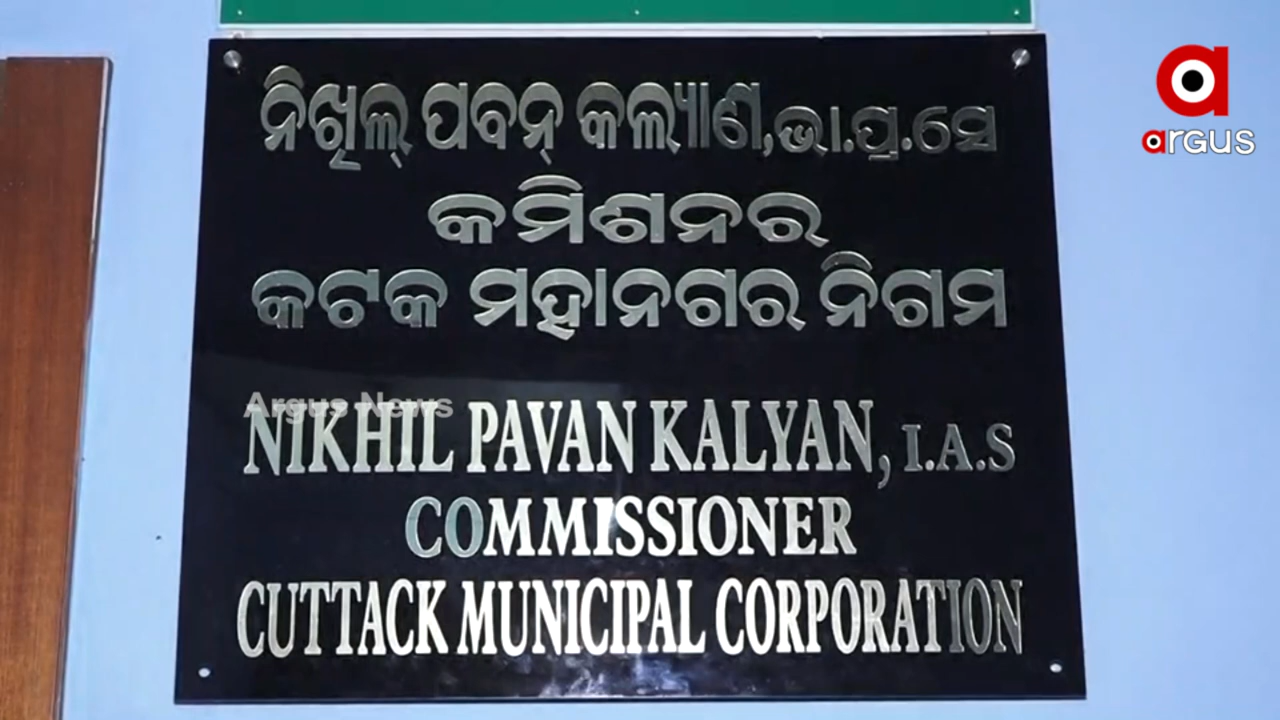 ନିଖିଲ୍ ପବନ୍ କଲ୍ୟାଣ,ଭା.ପ୍ର.ସେ
କମିଶନର
କଟକ ମହାନଗର ନିଗମ
Argus News
NIKHIL PAVAN KALYAN, I.A.S
COMMISSIONER
CUTTACK MUNICIPAL CORPORATION
a
argus